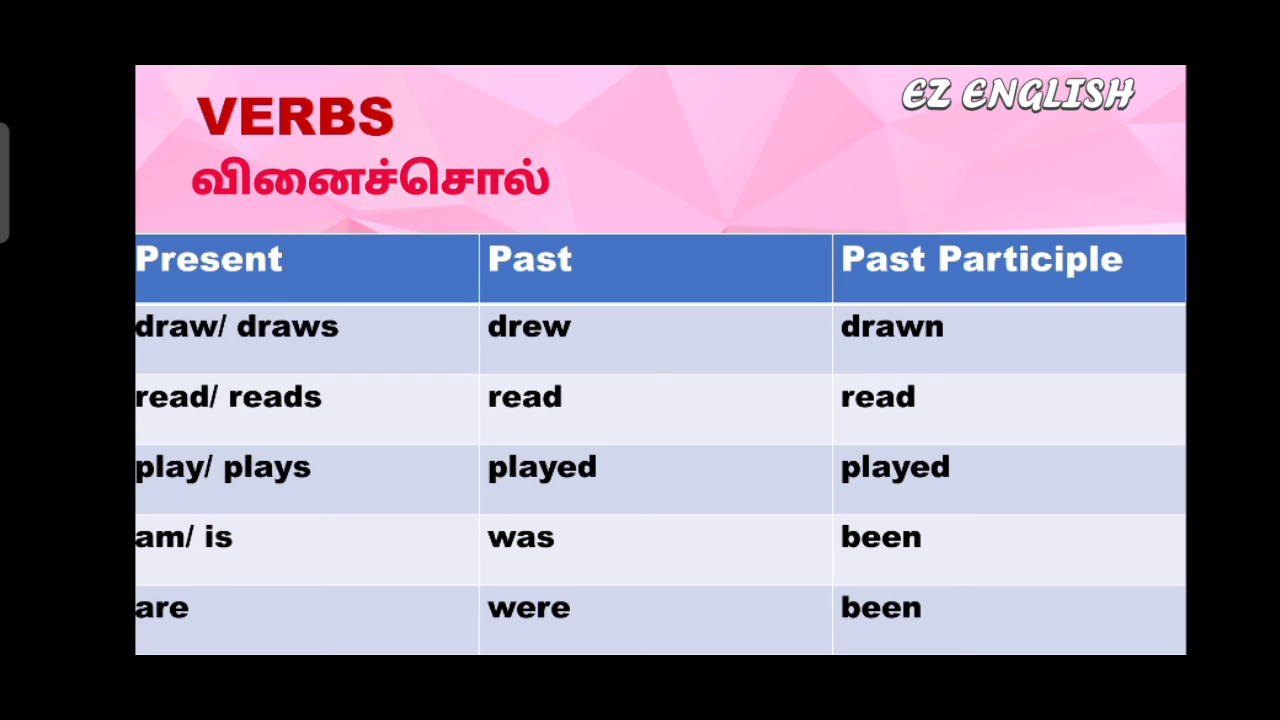 EZ ENGLISH
VERBS
வினைச்சொல்
Present Past Past Participle
draw/ draws drew drawn
read/ reads read read
play/ plays played played
am/ is was been
are were been